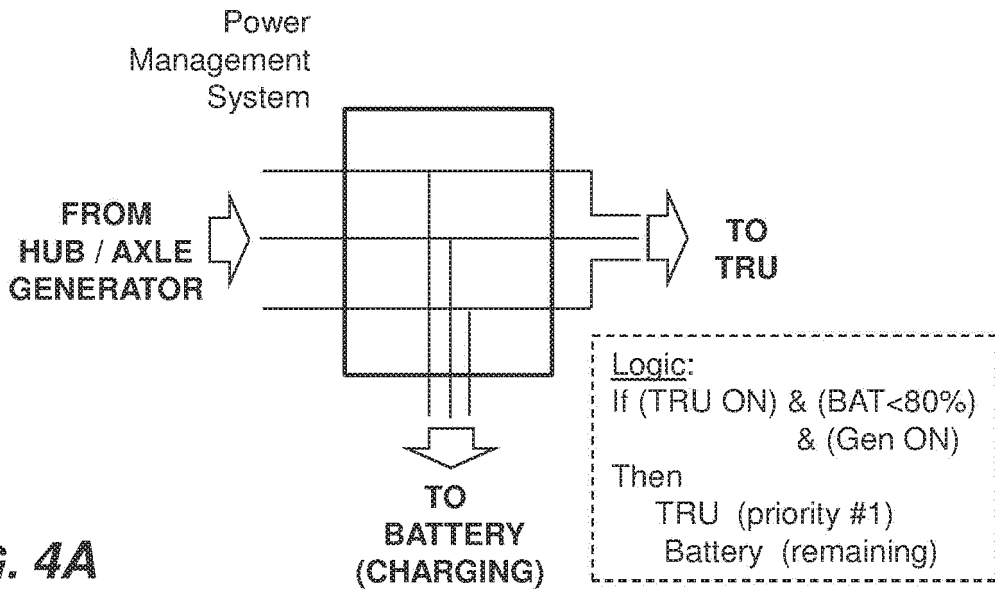 Power
Management
System
FROM
HUB / AXLE
GENERATOR
TO
TRU
Logic:
If (TRU ON) & (BAT<80%)
& (Gen ON)
Then
TRU (priority #1)
Battery (remaining)
TO
BATTERY
(CHARGING)
G. 4A